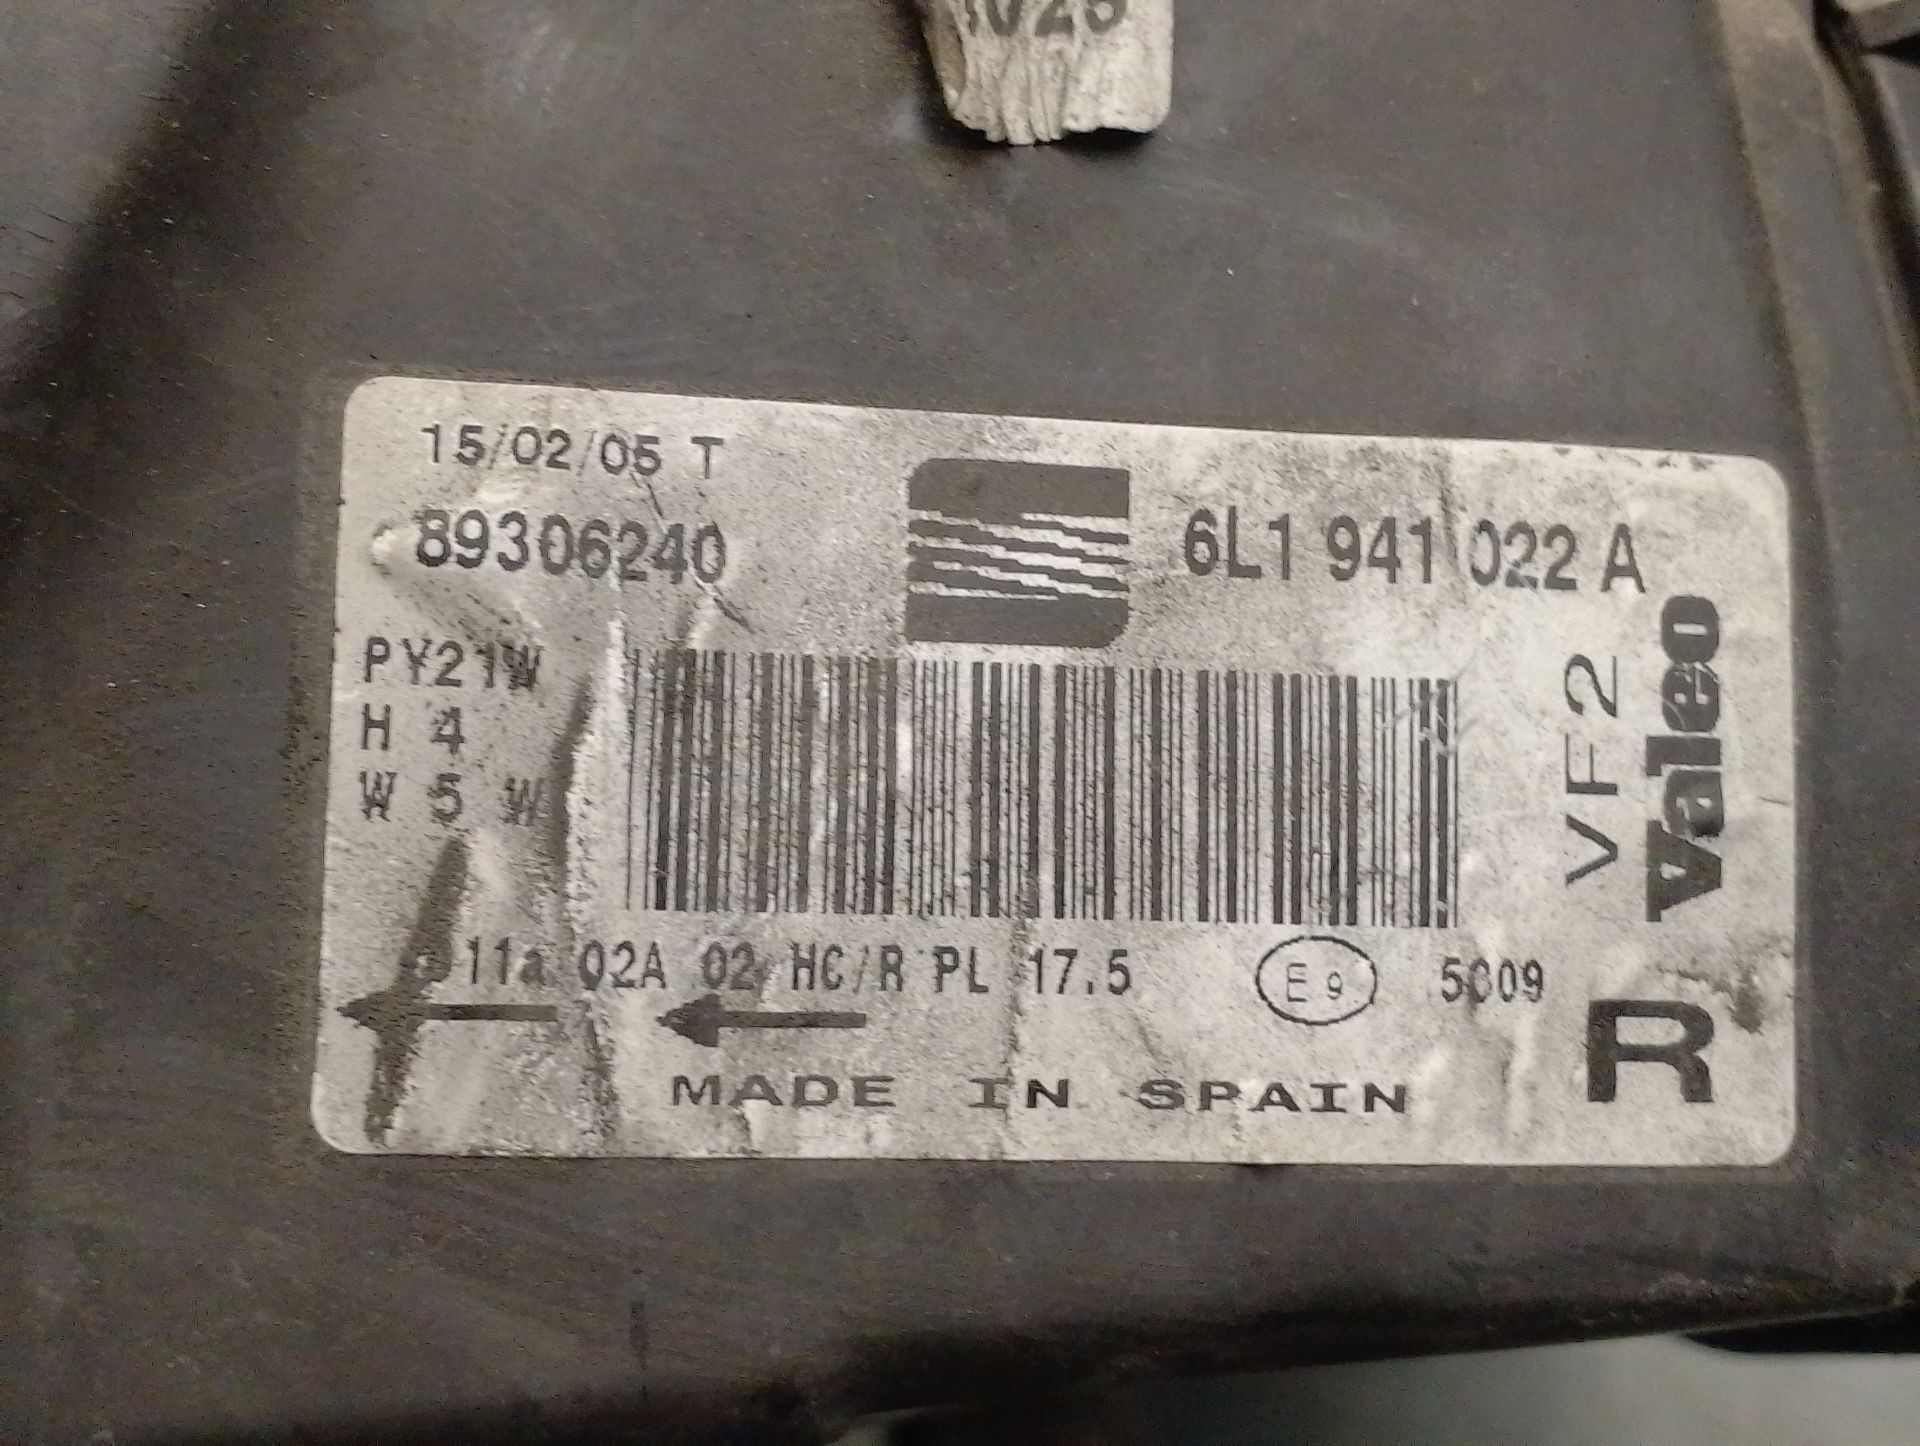 15/02/05 T
89306240
6L1 941 022 A
PY21W
H 4
W 5 W
VF2
Valeo
11a 02A 02 HC/R PL 17.5
E 9
5009
R
MADE IN SPAIN